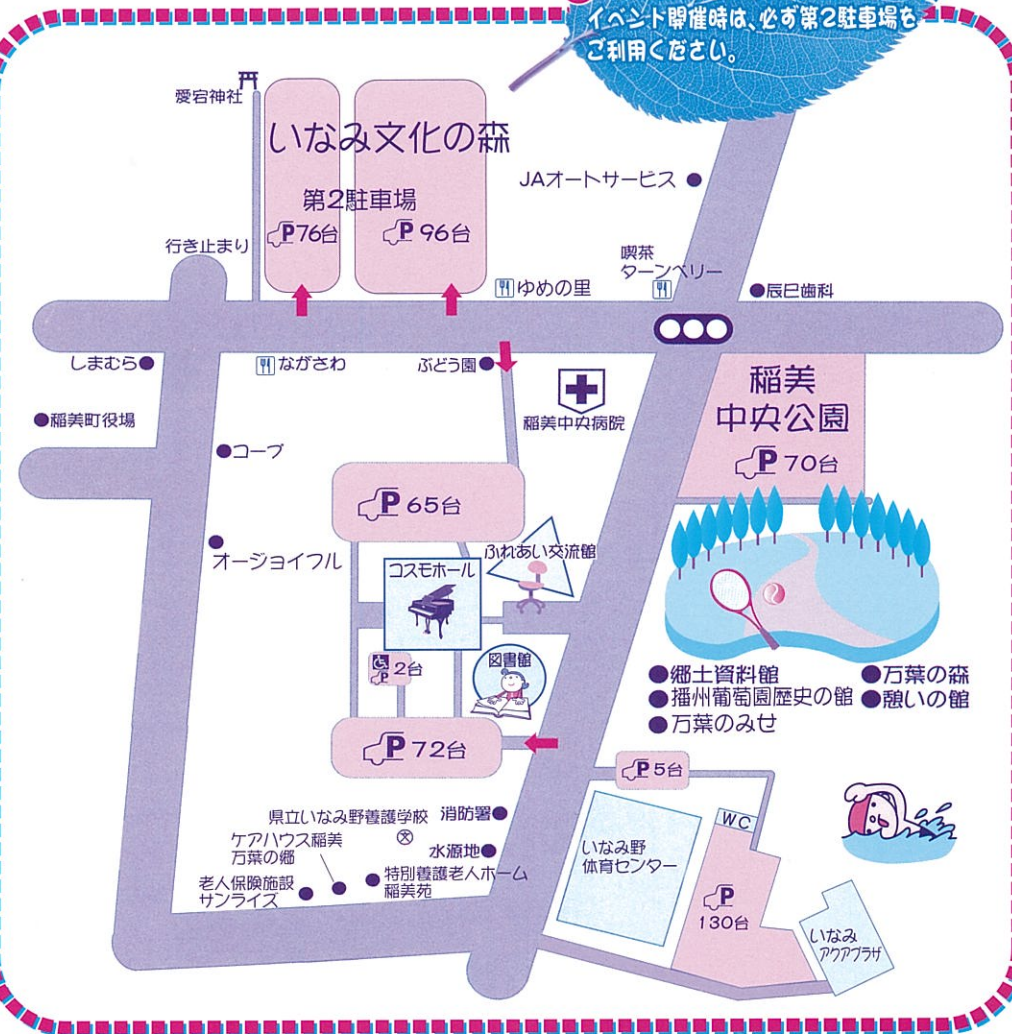 イベント開催時は、必ず第2駐車場を
ご利用ください。
愛宕神社
いなみ文化の森
第2駐車場
P76台
P 96台
JAオートサービス
行き止まり
喫茶
ターンベリー
ゆめの里
辰巳歯科
しまむら
ながさわ
ぶどう園
稲美中央病院
稲美
中央公園
P 70台
稲美町役場
コープ
P 65台
オージョイフル
ふれあい交流館
コスモホール
P 2台
図書館
P 72台
郷土資料館
万葉の森
播州葡萄園歴史の館
憩いの館
万葉のみせ
P 5台
県立いなみ野養護学校
文
消防署
WC
ケアハウス稲美
万葉の郷
水源地
いなみ野
体育センター
老人保険施設
サンライズ
特別養護老人ホーム
稲美苑
P
130台
いなみ
アクアプラザ